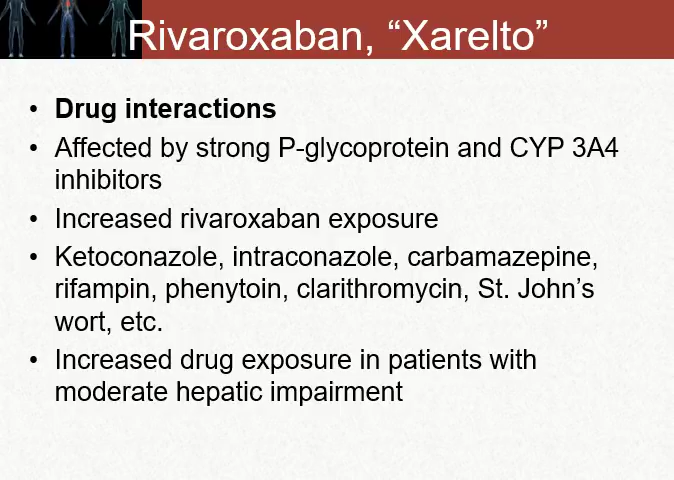 Rivaroxaban, “Xarelto”
• Drug interactions
• Affected by strong P-glycoprotein and CYP 3A4
inhibitors
• Increased rivaroxaban exposure
• Ketoconazole, intraconazole, carbamazepine,
rifampin, phenytoin, clarithromycin, St. John’s
wort, etc.
• Increased drug exposure in patients with
moderate hepatic impairment